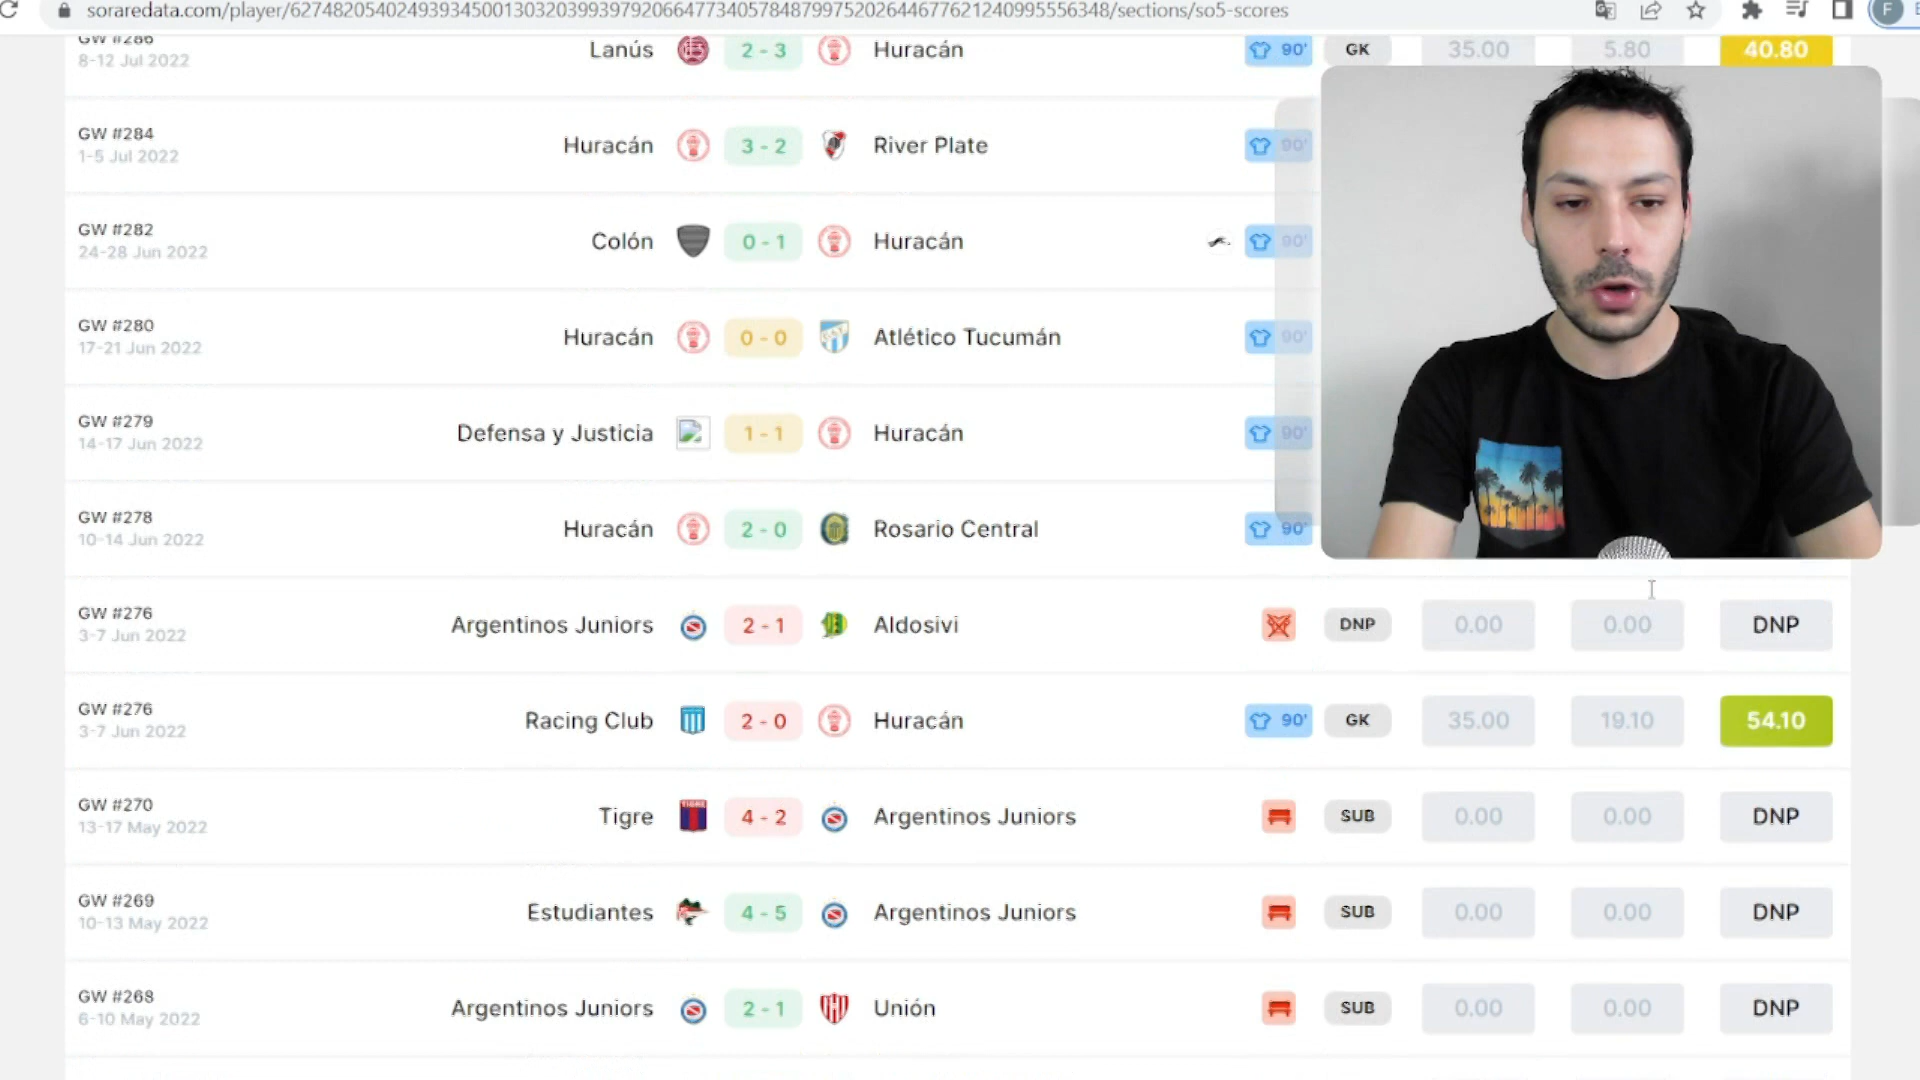 soraredata.com/player/62748205402493934500130320399397920664773405784879975202644677621240995556348/sections/so5-scores
F
GW #286
8-12 Jul 2022
Lanús 2 - 3 Huracán 90' GK 35.00 5.80 40.80
GW #284
1-5 Jul 2022
Huracán 3 - 2 River Plate 90'
GW #282
24-28 Jun 2022
Colón 0 - 1 Huracán 90'
GW #280
17-21 Jun 2022
Huracán 0 - 0 Atlético Tucumán 90'
GW #279
14-17 Jun 2022
Defensa y Justicia 1 - 1 Huracán 90'
GW #278
10-14 Jun 2022
Huracán 2 - 0 Rosario Central 90'
GW #276
3-7 Jun 2022
Argentinos Juniors 2 - 1 Aldosivi DNP 0.00 0.00 DNP
GW #276
3-7 Jun 2022
Racing Club 2 - 0 Huracán 90' GK 35.00 19.10 54.10
GW #270
13-17 May 2022
Tigre 4 - 2 Argentinos Juniors SUB 0.00 0.00 DNP
GW #269
10-13 May 2022
Estudiantes 4 - 5 Argentinos Juniors SUB 0.00 0.00 DNP
GW #268
6-10 May 2022
Argentinos Juniors 2 - 1 Unión SUB 0.00 0.00 DNP